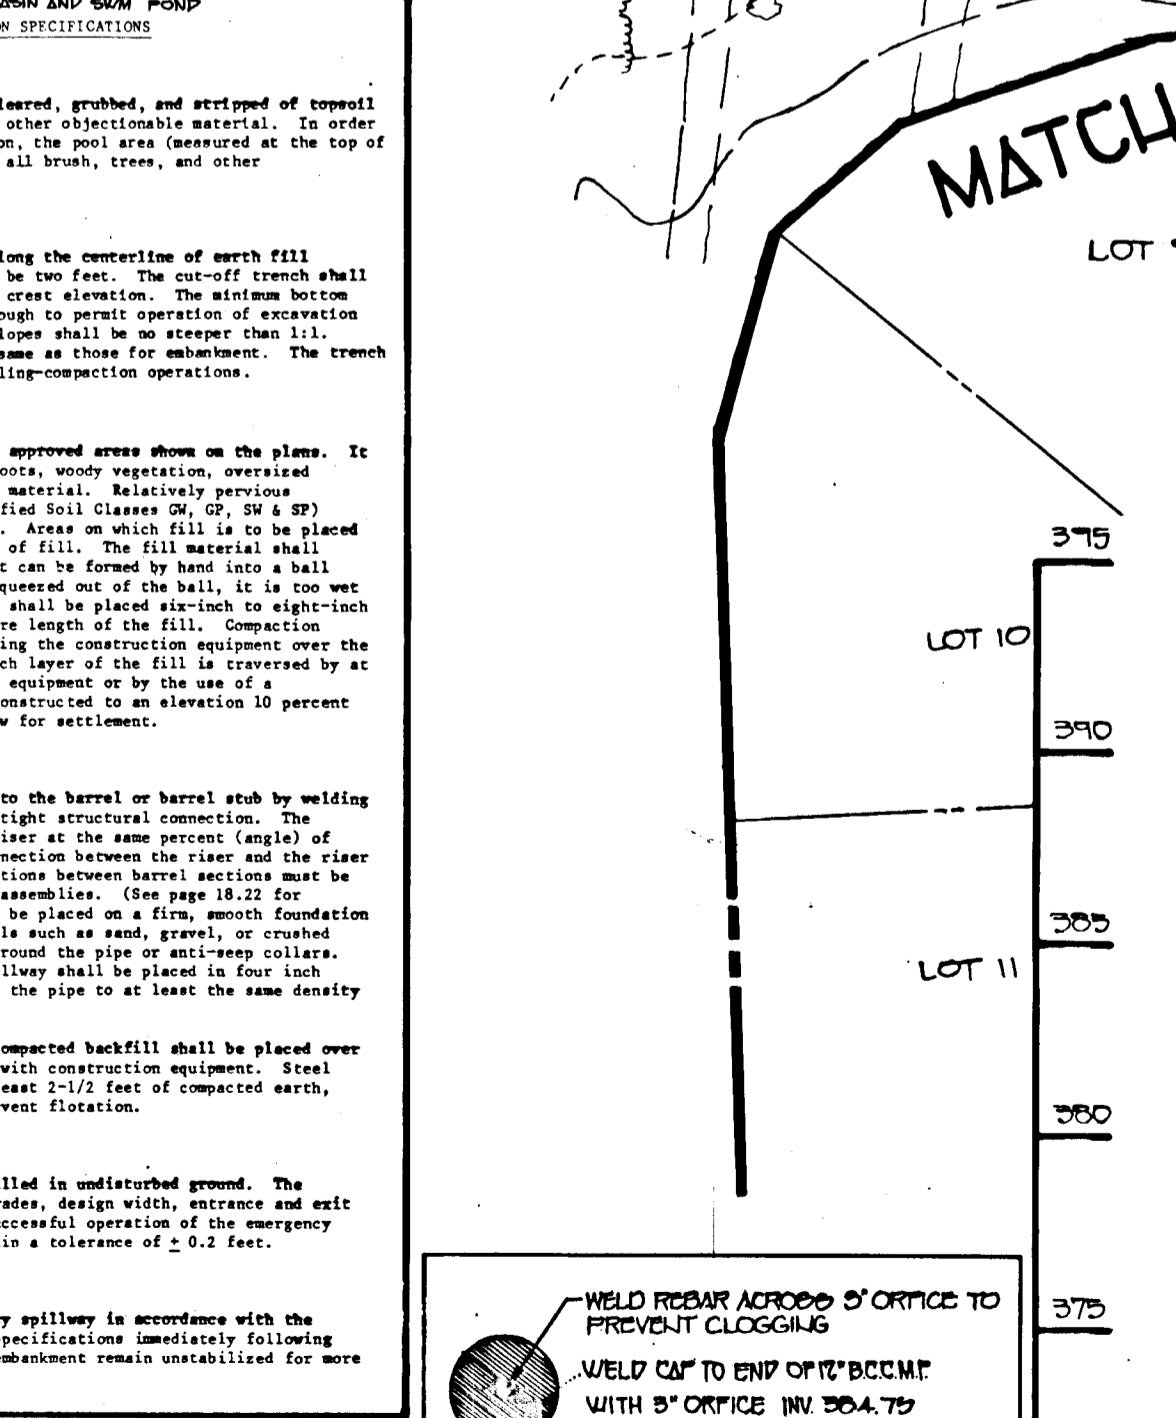 BASIN AND SWM POND
ON SPECIFICATIONS
leared, grubbed, and stripped of topsoil
other objectionable material. In order
on, the pool area (measured at the top of
all brush, trees, and other
long the centerline of earth fill
be two feet. The cut-off trench shall
crest elevation. The minimum bottom
ough to permit operation of excavation
lopes shall be no steeper than 1:1.
same as those for embankment. The trench
ling-compaction operations.
approved areas shown on the plans. It
oots, woody vegetation, oversized
material. Relatively pervious
fied Soil Classes GW, GP, SW & SP)
. Areas on which fill is to be placed
of fill. The fill material shall
t can be formed by hand into a ball
queezed out of the ball, it is too wet
shall be placed six-inch to eight-inch
re length of the fill. Compaction
ing the construction equipment over the
ch layer of the fill is traversed by at
equipment or by the use of a
onstructed to an elevation 10 percent
w for settlement.
to the barrel or barrel stub by welding
tight structural connection. The
iser at the same percent (angle) of
nection between the riser and the riser
tions between barrel sections must be
assemblies. (See page 18.22 for
be placed on a firm, smooth foundation
ls such as sand, gravel, or crushed
round the pipe or anti-seep collars.
llway shall be placed in four inch
the pipe to at least the same density
ompacted backfill shall be placed over
with construction equipment. Steel
east 2-1/2 feet of compacted earth,
vent flotation.
lled in undisturbed ground. The
rades, design width, entrance and exit
uccessful operation of the emergency
in a tolerance of ± 0.2 feet.
y spillway in accordance with the
pecifications immediately following
mbankment remain unstabilized for more
MATCH
LOT
395
LOT 10
390
385
LOT 11
380
375
WELD REBAR ACROSS 3" ORFICE TO
PREVENT CLOGGING
WELD CAP TO END OF 12" B.C.C.M.P.
WITH 3" ORFICE INV. 384.75